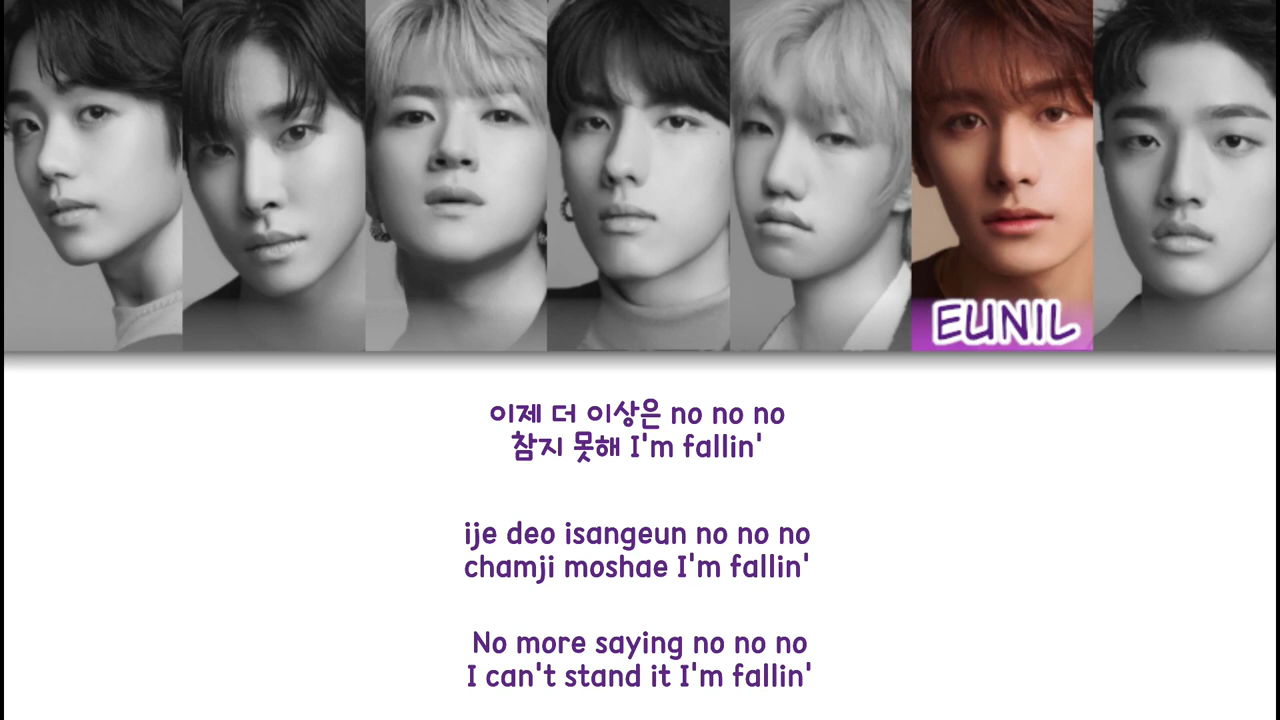 EUNIL
이제 더 이상은 no no no
참지 못해 I'm fallin'
ije deo isangeun no no no
chamji moshae I'm fallin'
No more saying no no no
I can't stand it I'm fallin'